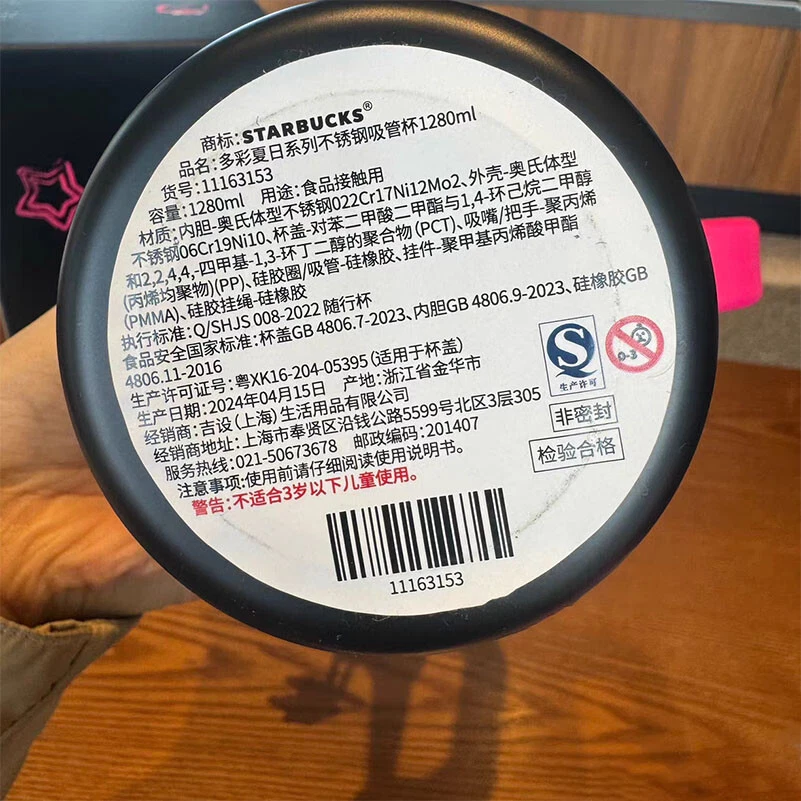 商标:STARBUCKS®
品名:多彩夏日系列不锈钢吸管杯1280ml
货号:11163153
容量:1280ml 用途:食品接触用
材质:内胆-奥氏体型不锈钢022Cr17Ni12Mo2、外壳-奥氏体型
不锈钢06Cr19Ni10、杯盖-对苯二甲酸二甲酯与1,4-环己烷二甲醇
和2,2,4,4,-四甲基-1,3-环丁二醇的聚合物(PCT)、吸嘴/把手-聚丙烯
(丙烯均聚物)(PP)、硅胶圈/吸管-硅橡胶、挂件-聚甲基丙烯酸甲酯
(PMMA)、硅胶挂绳-硅橡胶
执行标准:Q/SHJS 008-2022 随行杯
食品安全国家标准:杯盖GB 4806.7-2023、内胆GB 4806.9-2023、硅橡胶GB
4806.11-2016
生产许可证号:粤XK16-204-05395(适用于杯盖)
生产日期:2024年04月15日 产地:浙江省金华市
经销商:吉设(上海)生活用品有限公司
经销商地址:上海市奉贤区沿钱公路5599号北区3层305
服务热线:021-50673678 邮政编码:201407
注意事项:使用前请仔细阅读使用说明书。
警告:不适合3岁以下儿童使用。
S
生产许可
0-3
非密封
检验合格
11163153